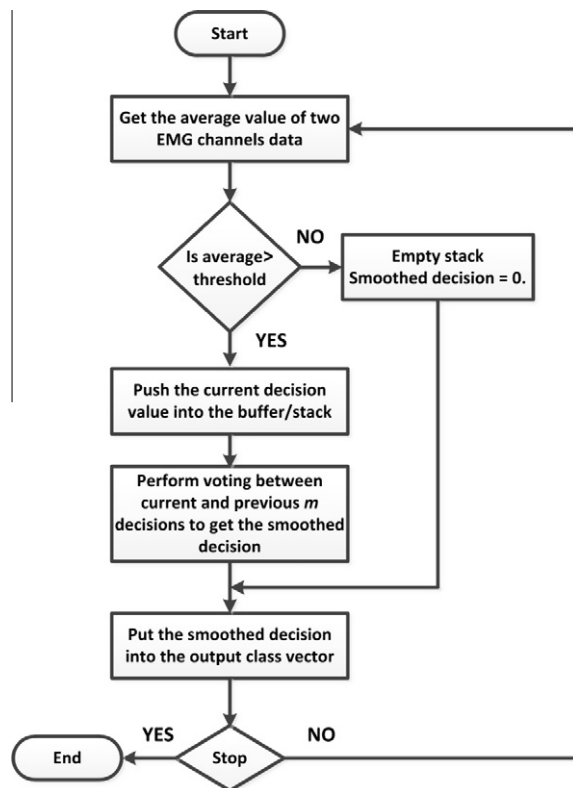 Start
Get the average value of two
EMG channels data
Is average>
threshold
NO
Empty stack
Smoothed decision = 0.
YES
Push the current decision
value into the buffer/stack
Perform voting between
current and previous m
decisions to get the smoothed
decision
Put the smoothed decision
into the output class vector
YES
NO
End
Stop